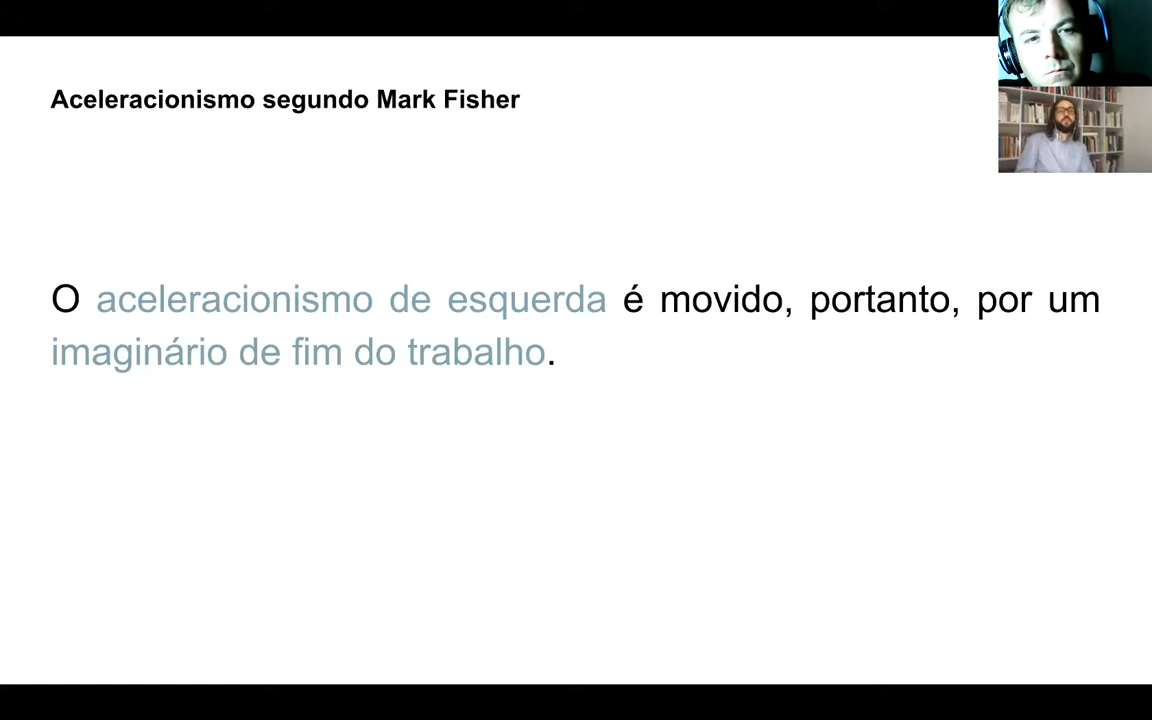 Aceleracionismo segundo Mark Fisher
O aceleracionismo de esquerda é movido, portanto, por um
imaginário de fim do trabalho.